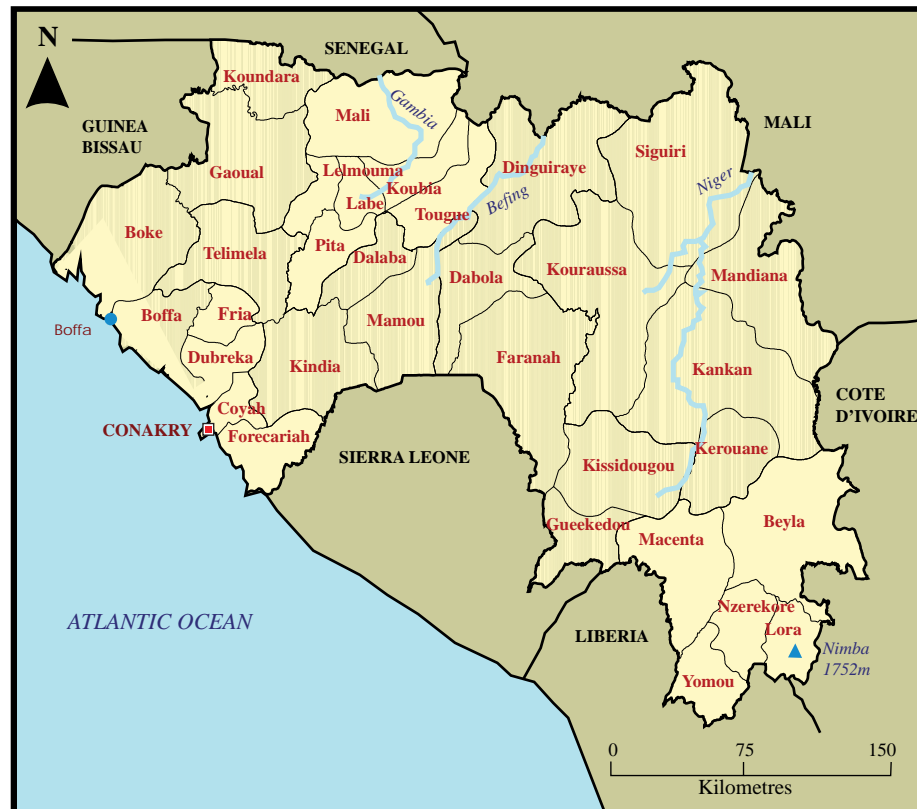 N
SENEGAL
Koundara
GUINEA
BISSAU
Mali
Gambia
MALI
Siguiri
Gaoual
Lelmouma
Koubia
Dinguiraye
Labe
Niger
Tougue
Befing
Boke
Telimela
Pita
Dalaba
Dabola
Kouraussa
Mandiana
Boffa
Boffa
Fria
Mamou
Dubreka
Kindia
Faranah
Kankan
COTE
D'IVOIRE
Coyah
CONAKRY
Forecariah
SIERRA LEONE
Kissidougou
Kerouane
Gueekedou
Macenta
Beyla
ATLANTIC OCEAN
LIBERIA
Nzerekore
Lora
Nimba
1752m
Yomou
0 75 150
Kilometres